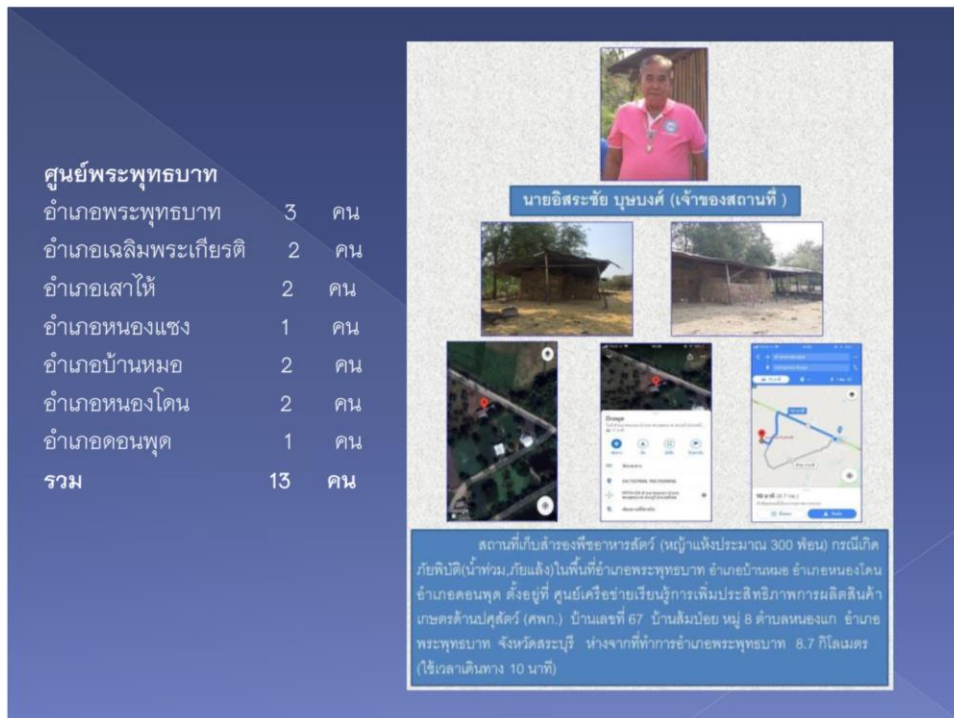 ศูนย์พระพุทธบาท
อำเภอพระพุทธบาท 3 คน
อำเภอเฉลิมพระเกียรติ 2 คน
อำเภอเสาไห้ 2 คน
อำเภอหนองแซง 1 คน
อำเภอบ้านหมอ 2 คน
อำเภอหนองโดน 2 คน
อำเภอดอนพุด 1 คน
รวม 13 คน
นายอิสระชัย บุษบงศ์ (เจ้าของสถานที่ )
สถานที่เก็บสำรองพืชอาหารสัตว์ (หญ้าแห้งประมาณ 300 ฟ่อน) กรณีเกิด
ภัยพิบัติ(น้ำท่วม,ภัยแล้ง)ในพื้นที่อำเภอพระพุทธบาท อำเภอบ้านหมอ อำเภอหนองโดน
อำเภอดอนพุด ตั้งอยู่ที่ ศูนย์เครือข่ายเรียนรู้การเพิ่มประสิทธิภาพการผลิตสินค้า
เกษตรด้านปศุสัตว์ (ศพก.) บ้านเลขที่ 67 บ้านส้มป่อย หมู่ 8 ตำบลหนองแก อำเภอ
พระพุทธบาท จังหวัดสระบุรี ห่างจากที่ทำการอำเภอพระพุทธบาท 8.7 กิโลเมตร
(ใช้เวลาเดินทาง 10 นาที)